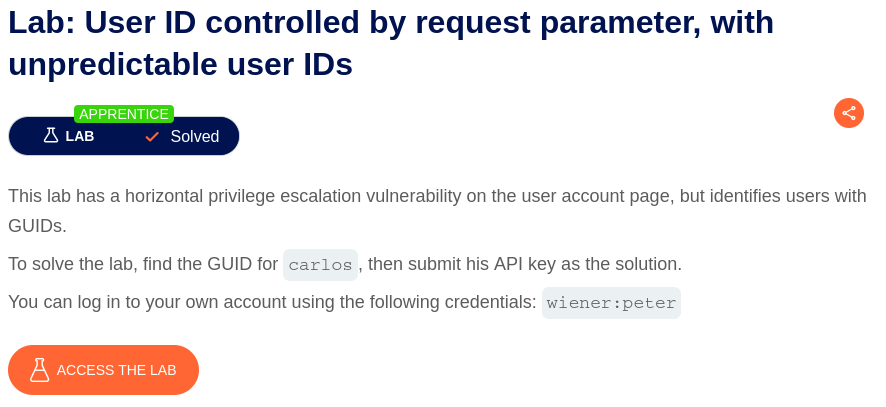 Lab: User ID controlled by request parameter, with
unpredictable user IDs
APPRENTICE
LAB Solved
This lab has a horizontal privilege escalation vulnerability on the user account page, but identifies users with
GUIDs.
To solve the lab, find the GUID for carlos, then submit his API key as the solution.
You can log in to your own account using the following credentials: wiener:peter
ACCESS THE LAB